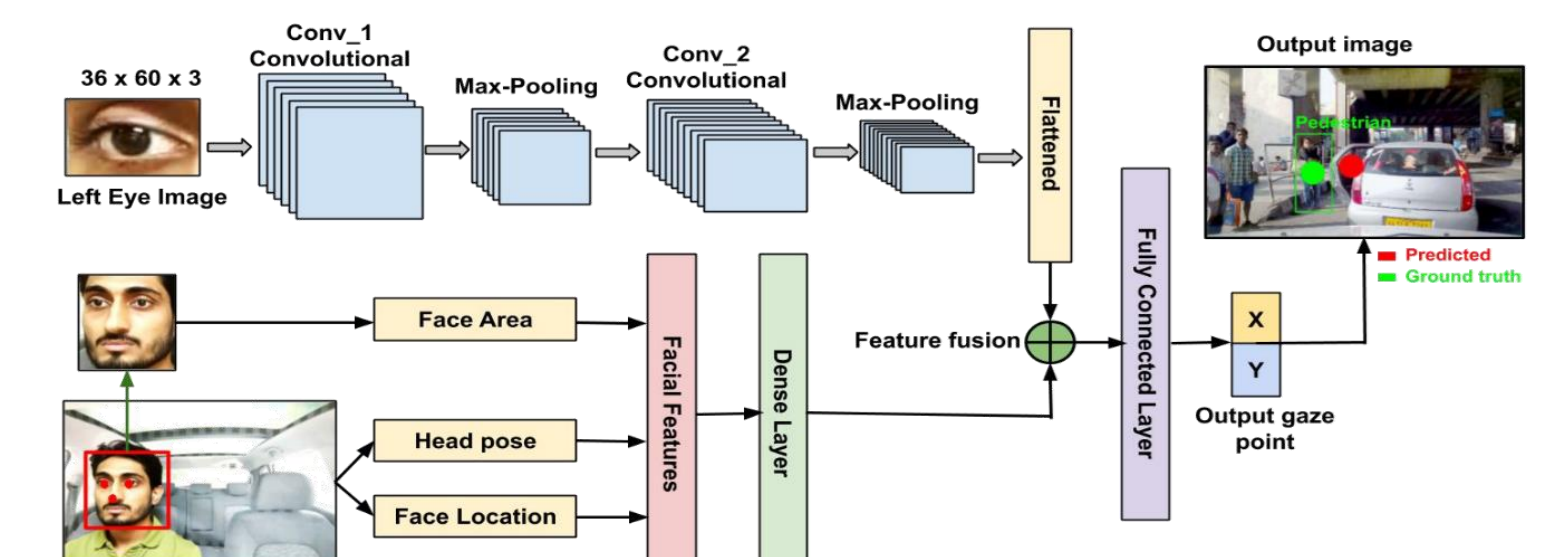 Conv_1
Convolutional
36 x 60 x 3
Max-Pooling
Conv_2
Convolutional
Max-Pooling
Flattened
Output image
Pedestrian
Left Eye Image
Predicted
Ground truth
Face Area
Head pose
Face Location
Facial Features
Dense Layer
Feature fusion
Fully Connected Layer
X
Y
Output gaze
point